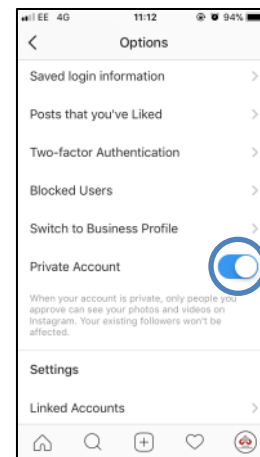 EE 4G 11:12 94%
Options
Saved login information
Posts that you've Liked
Two-factor Authentication
Blocked Users
Switch to Business Profile
Private Account
When your account is private, only people you
approve can see your photos and videos on
Instagram. Your existing followers won't be
affected.
Settings
Linked Accounts